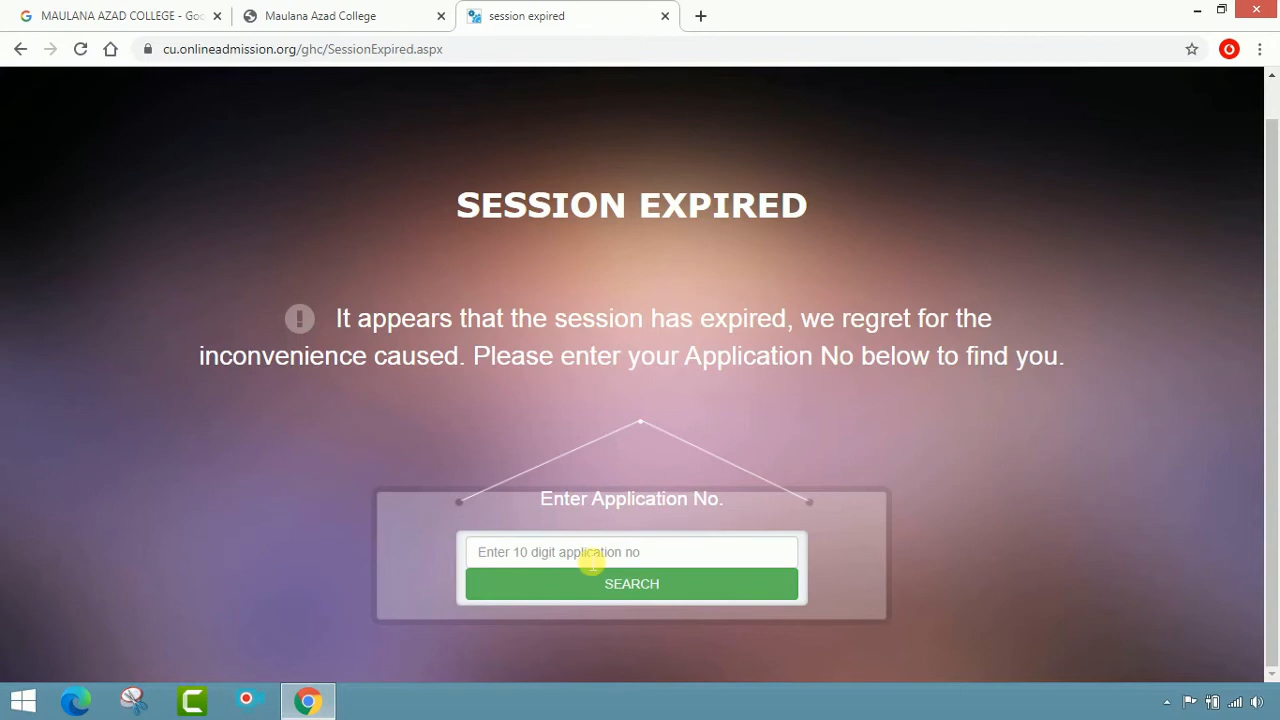 MAULANA AZAD COLLEGE - Goo
Maulana Azad College
session expired
cu.onlineadmission.org/ghc/SessionExpired.aspx
SESSION EXPIRED
It appears that the session has expired, we regret for the
inconvenience caused. Please enter your Application No below to find you.
Enter Application No.
Enter 10 digit application no
SEARCH